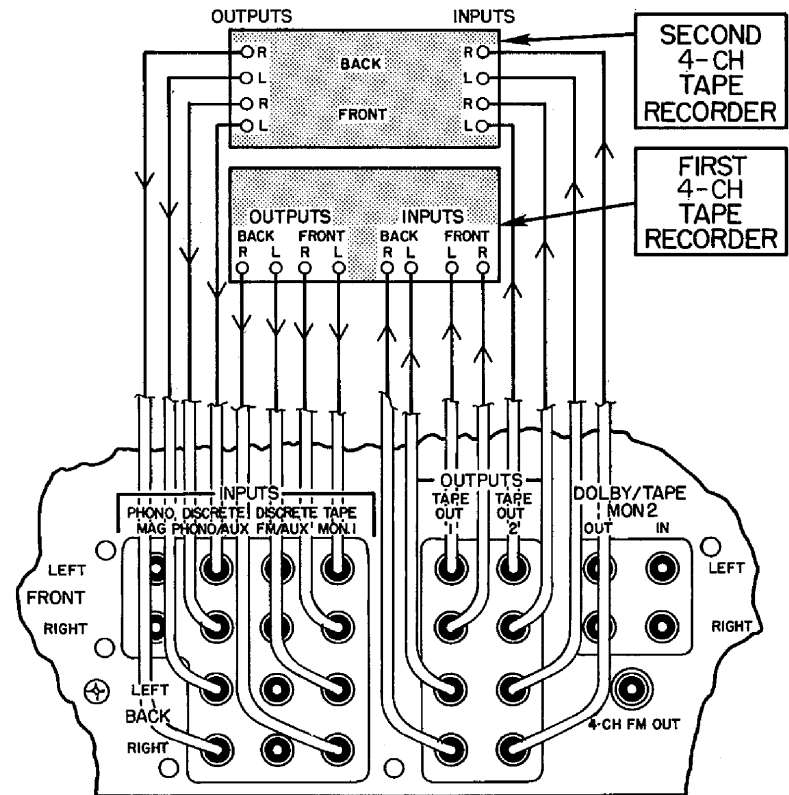 OUTPUTS INPUTS
R BACK R
L L
R FRONT R
L L
SECOND
4-CH
TAPE
RECORDER
FIRST
4-CH
TAPE
RECORDER
OUTPUTS INPUTS
BACK FRONT BACK FRONT
R L R L R L L R
INPUTS
PHONO DISCRETE DISCRETE TAPE
MAG PHONO/AUX FM/AUX MON.1
OUTPUTS
TAPE TAPE
OUT OUT
1 2
DOLBY/TAPE
MON 2
OUT IN
LEFT LEFT
FRONT
RIGHT RIGHT
LEFT
BACK
RIGHT
4-CH FM OUT